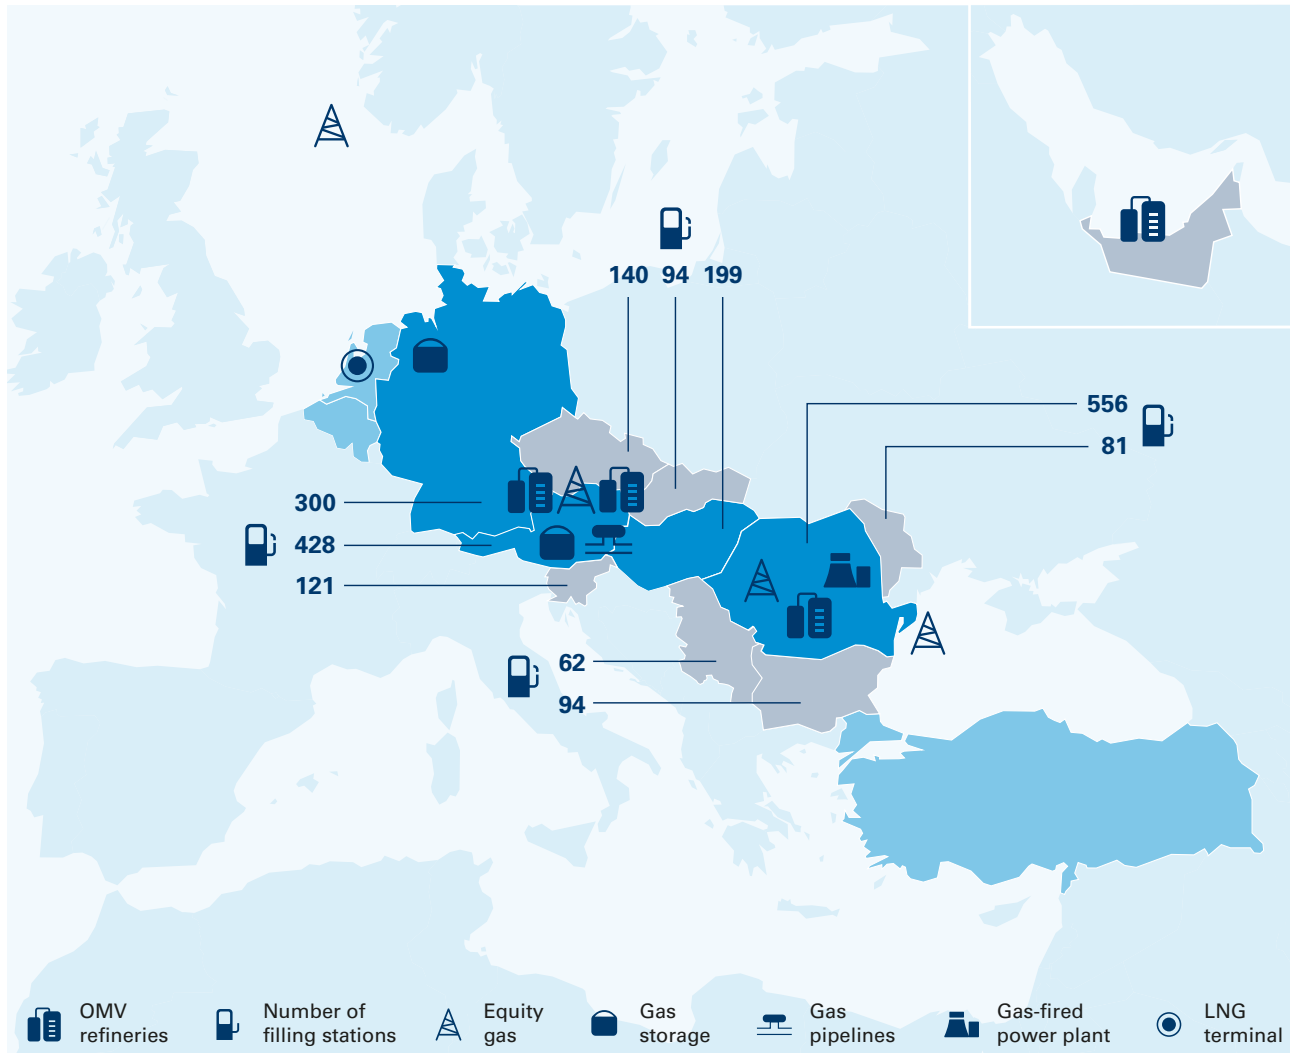 140 94 199
556
81
300
428
121
62
94
OMV
refineries
Number of
filling stations
Equity
gas
Gas
storage
Gas
pipelines
Gas-fired
power plant
LNG
terminal